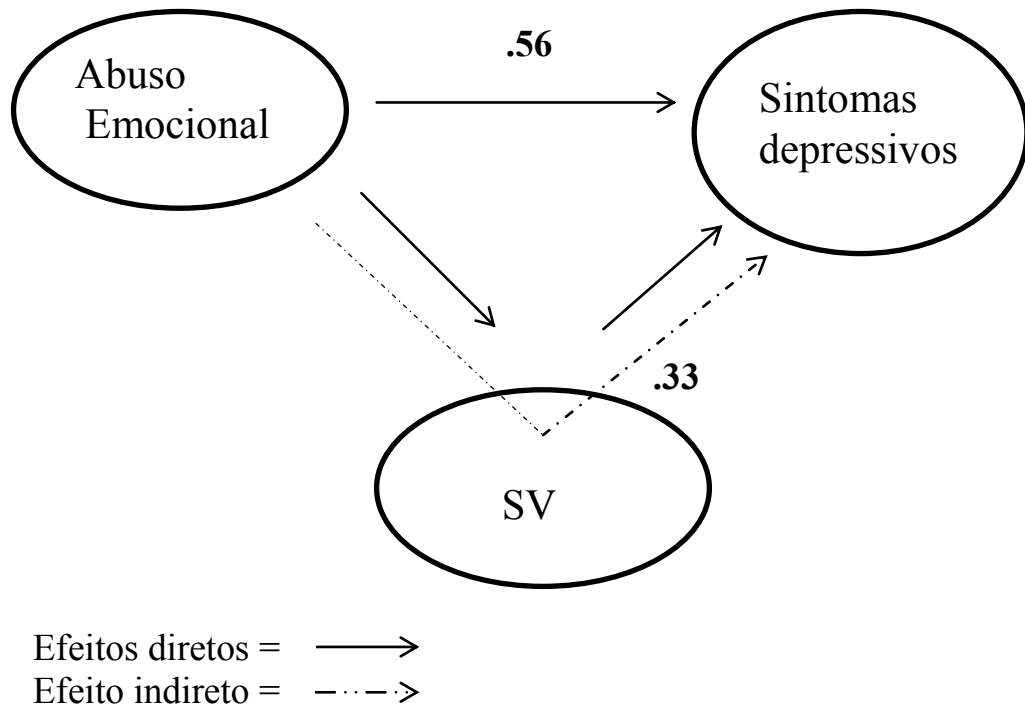 .56
Abuso
Emocional
Sintomas
depressivos
.33
SV
Efeitos diretos =
Efeito indireto =